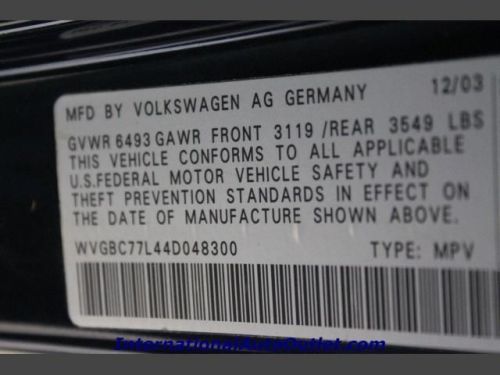 MFD BY VOLKSWAGEN AG GERMANY 12/03
GVWR 6493 GAWR FRONT 3119 /REAR 3549 LBS
THIS VEHICLE CONFORMS TO ALL APPLICABLE
U.S.FEDERAL MOTOR VEHICLE SAFETY AND
THEFT PREVENTION STANDARDS IN EFFECT ON
THE DATE OF MANUFACTURE SHOWN ABOVE.
WVGBC77L44D048300 TYPE: MPV
InternationalAutoOutlet.com